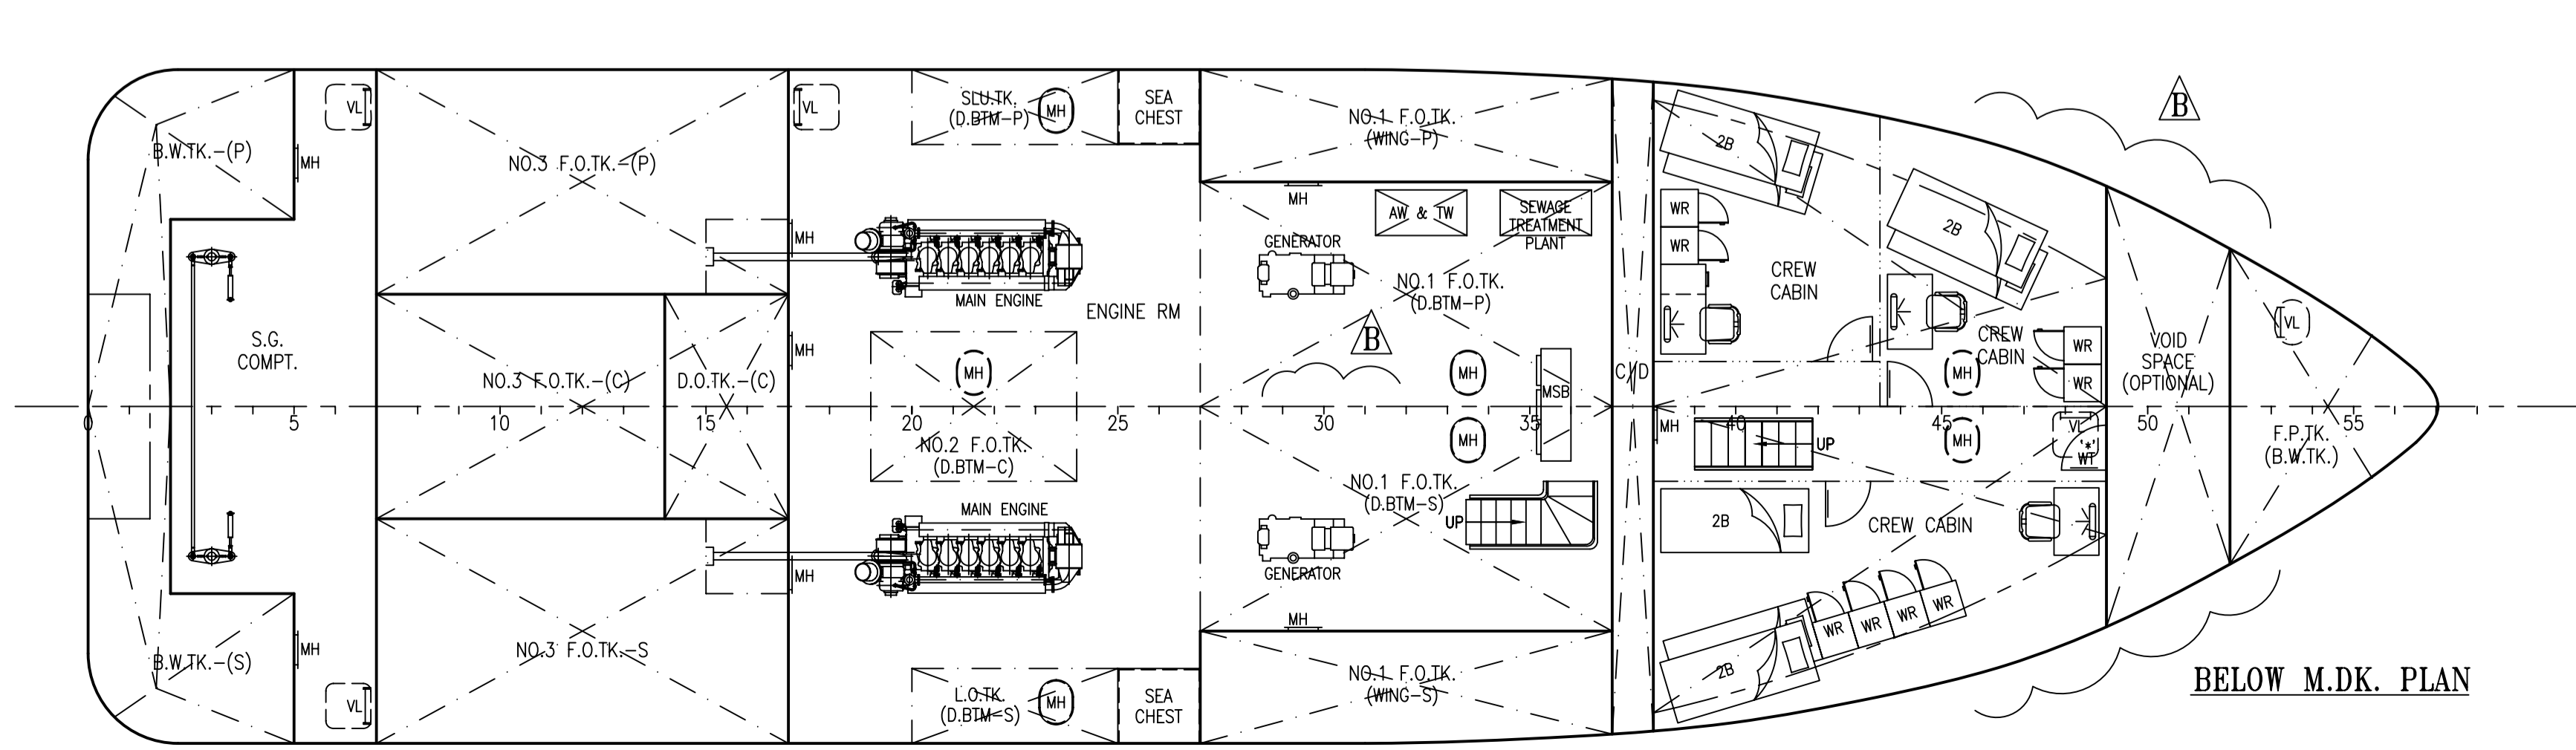 B
SLU.TK.
(D.BTM-P)
MH
SEA
CHEST
VL
VL
NO.1 F.O.TK.
(WING-P)
2B
B.W.TK.-(P)
MH
NO.3 F.O.TK.-(P)
MH
AW & TW
SEWAGE
TREATMENT
PLANT
WR
WR
2B
MH
GENERATOR
MAIN ENGINE
ENGINE RM
NO.1 F.O.TK.
(D.BTM-P)
CREW
CABIN
S.G.
COMPT.
MH
B
CREW
CABIN
WR
WR
VOID
SPACE
(OPTIONAL)
VL
NO.3 F.O.TK.-(C)
D.O.TK.-(C)
MH
MH
MSB
C/D
MH
0
5
10
15
20
25
30
35
40
45
50
55
NO.2 F.O.TK.
(D.BTM-C)
MH
MH
UP
MH
VL
'*'
WT
F.P.TK.
(B.W.TK.)
MAIN ENGINE
NO.1 F.O.TK.
(D.BTM-S)
UP
2B
CREW CABIN
MH
GENERATOR
MH
WR
WR
WR
WR
B.W.TK.-(S)
MH
NO.3 F.O.TK.-S
NO.1 F.O.TK.
(WING-S)
2B
VL
L.O.TK.
(D.BTM-S)
MH
SEA
CHEST
BELOW M.DK. PLAN